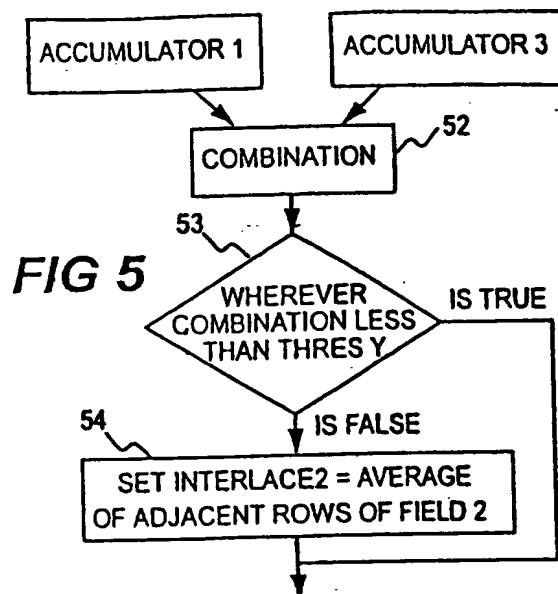 ACCUMULATOR 1
ACCUMULATOR 3
52
COMBINATION
53
FIG 5
WHEREVER
COMBINATION LESS
THAN THRES Y
IS TRUE
54
IS FALSE
SET INTERLACE2 = AVERAGE
OF ADJACENT ROWS OF FIELD 2